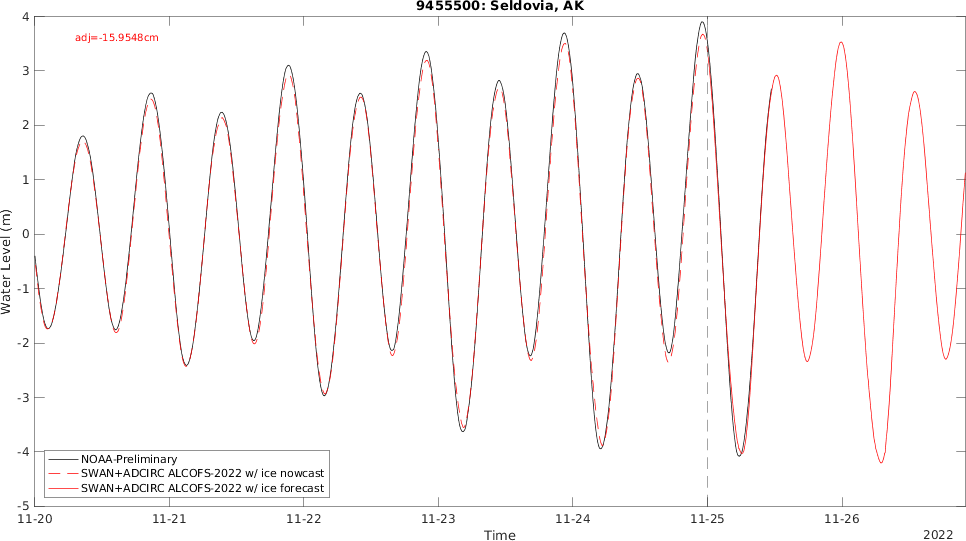 9455500: Seldovia, AK
adj=-15.9548cm
4
3
2
1
0
-1
-2
-3
-4
-5
Water Level (m)
NOAA-Preliminary
SWAN+ADCIRC ALCOFS-2022 w/ ice nowcast
SWAN+ADCIRC ALCOFS-2022 w/ ice forecast
11-20 11-21 11-22 11-23 11-24 11-25 11-26
Time
2022